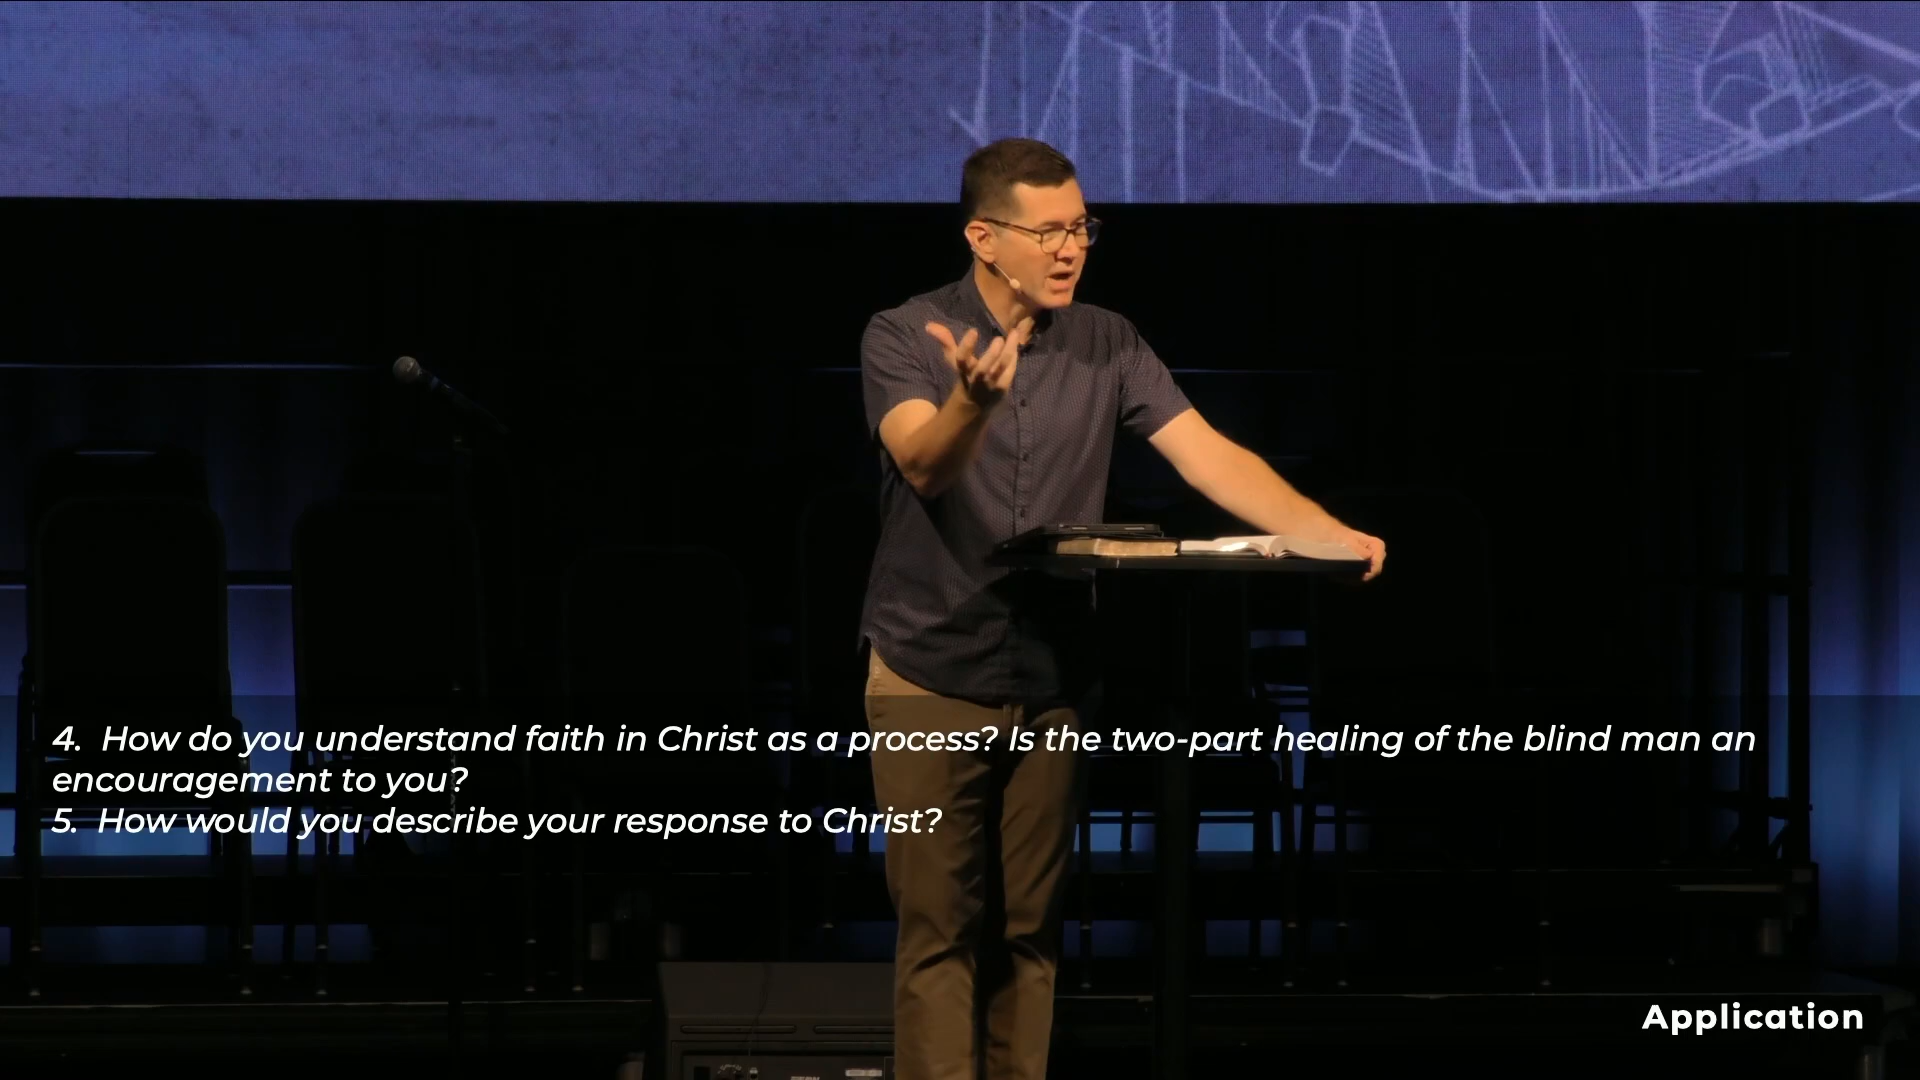 4.  How do you understand faith in Christ as a process? Is the two-part healing of the blind man an
encouragement to you?
5.  How would you describe your response to Christ?
Application